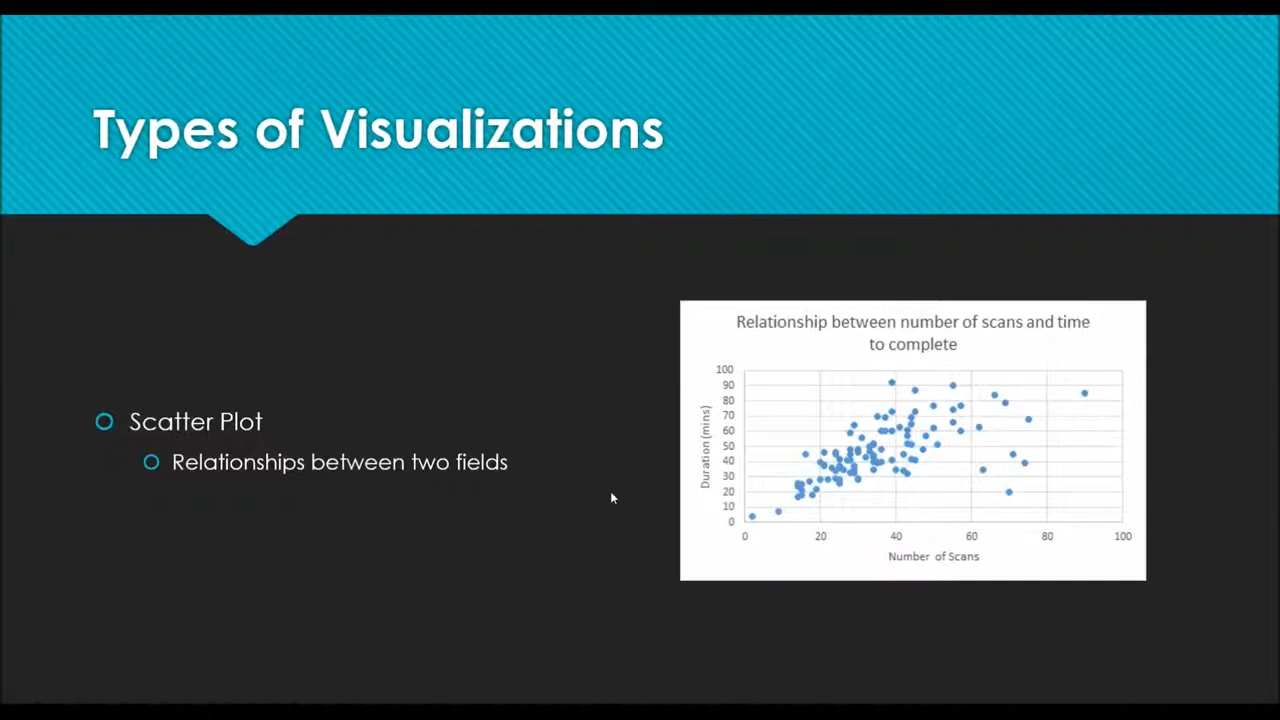 Types of Visualizations
Scatter Plot
Relationships between two fields
Relationship between number of scans and time
to complete
100
90
80
70
60
50
40
30
20
10
0
Duration (mins)
0 20 40 60 80 100
Number of Scans